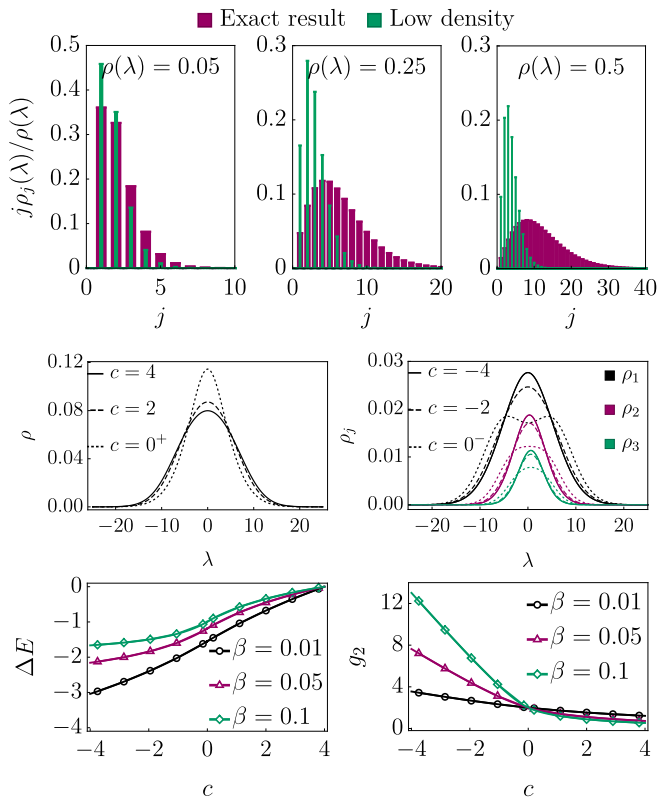 Exact result Low density
jρ_j(λ)/ρ(λ)
0.5
0.4
0.3
0.2
0.1
0
ρ(λ) = 0.05
0 5 10
j
0.3
0.2
0.1
0
ρ(λ) = 0.25
0 10 20
j
0.3
0.2
0.1
0
ρ(λ) = 0.5
0 10 20 30 40
j
ρ
0.12
0.08
0.04
0.00
c = 4
c = 2
c = 0⁺
−20 −10 0 10 20
λ
ρ_j
0.03
0.02
0.01
0.00
c = −4
c = −2
c = 0⁻
ρ₁
ρ₂
ρ₃
−20 −10 0 10 20
λ
ΔE
0
−1
−2
−3
−4
β = 0.01
β = 0.05
β = 0.1
−4 −2 0 2 4
c
g₂
12
8
4
0
β = 0.01
β = 0.05
β = 0.1
−4 −2 0 2 4
c